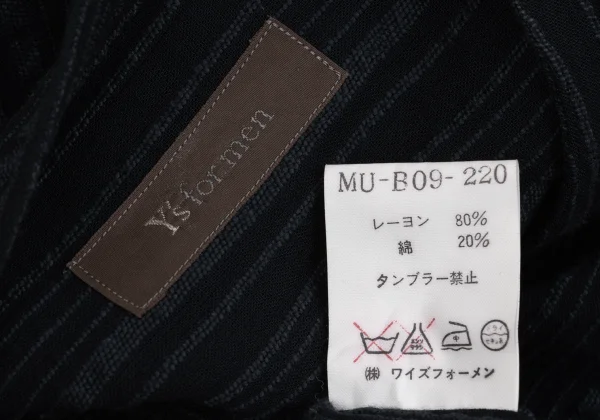 Y's for men
MU-B09-220
レーヨン 80%
綿 20%
タンブラー禁止
中
㈱ ワイズフォーメン